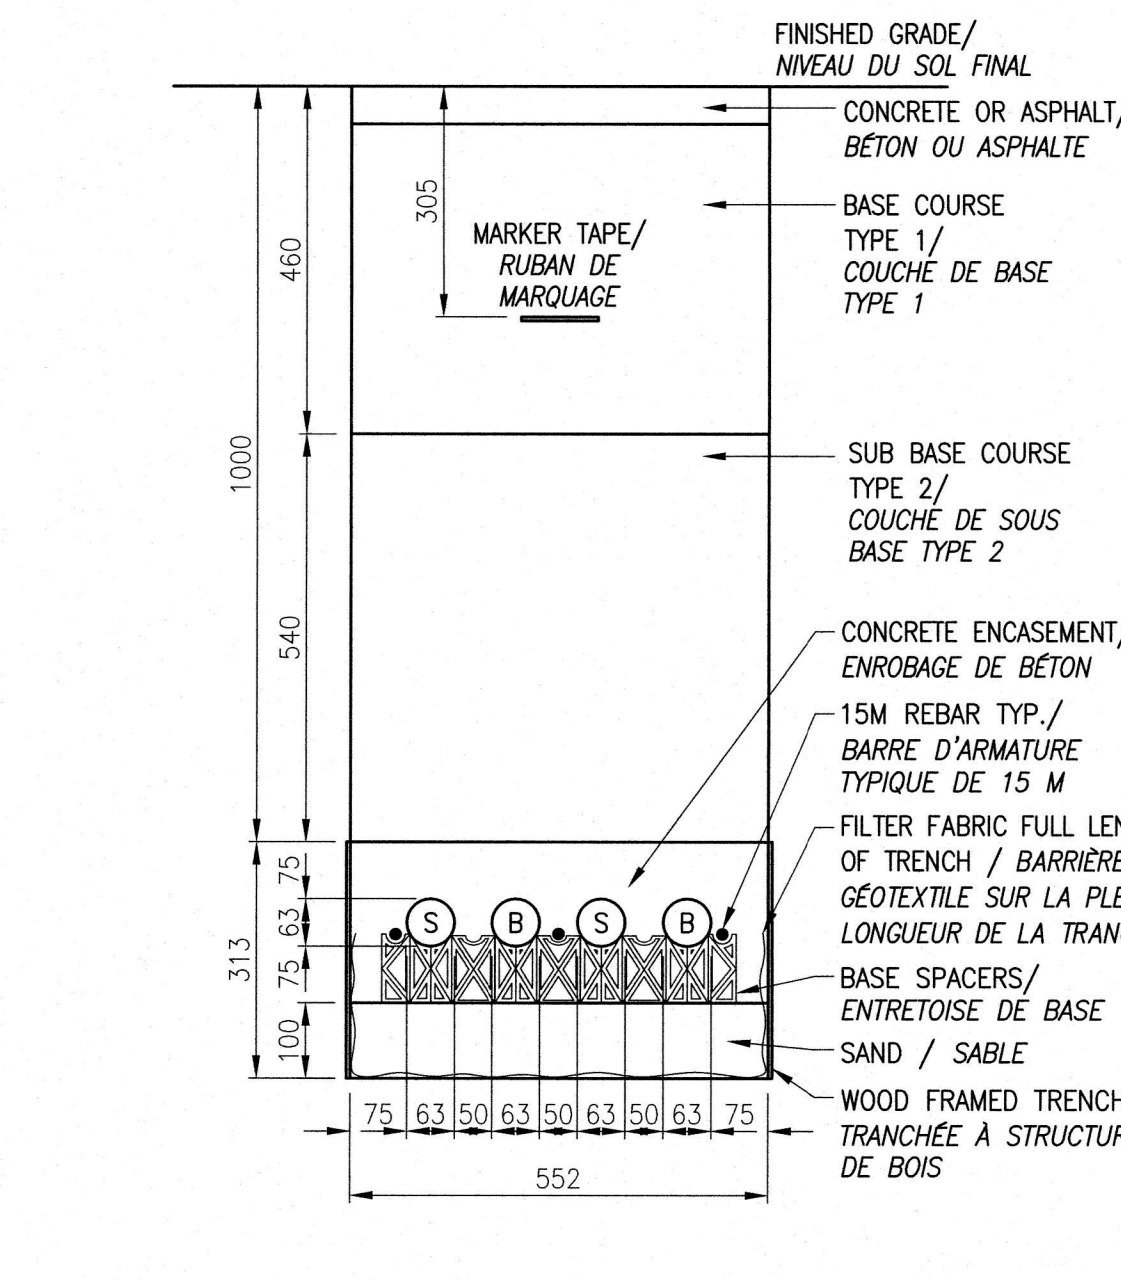 FINISHED GRADE/
NIVEAU DU SOL FINAL
CONCRETE OR ASPHALT/
BÉTON OU ASPHALTE
BASE COURSE
TYPE 1/
COUCHE DE BASE
TYPE 1
305
MARKER TAPE/
RUBAN DE
MARQUAGE
460
1000
SUB BASE COURSE
TYPE 2/
COUCHE DE SOUS
BASE TYPE 2
540
CONCRETE ENCASEMENT/
ENROBAGE DE BÉTON
15M REBAR TYP./
BARRE D'ARMATURE
TYPIQUE DE 15 M
FILTER FABRIC FULL LEN
OF TRENCH / BARRIÈRE
GÉOTEXTILE SUR LA PLE
LONGUEUR DE LA TRAN
BASE SPACERS/
ENTRETOISE DE BASE
SAND / SABLE
WOOD FRAMED TRENCH
TRANCHÉE À STRUCTUR
DE BOIS
75
63
75
100
313
S B S B
75 63 50 63 50 63 50 63 75
552